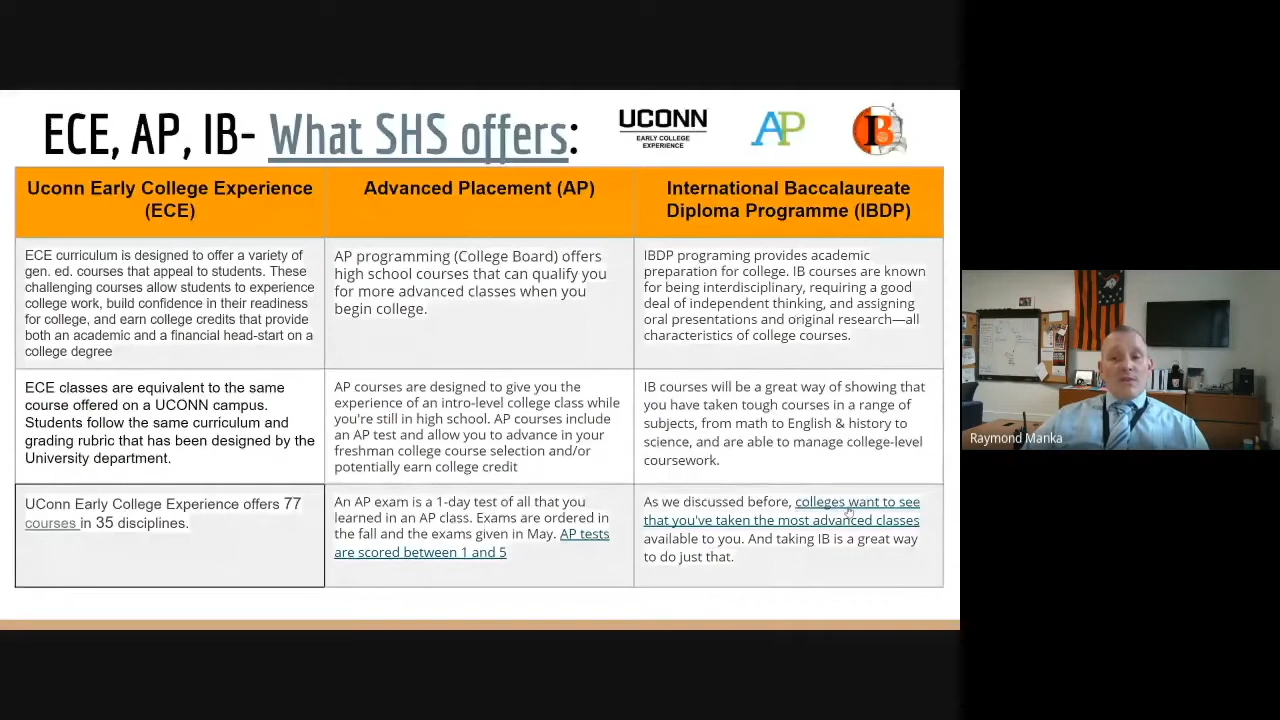 ECE, AP, IB- What SHS offers:
UCONN
EARLY COLLEGE
EXPERIENCE
AP
IB
Uconn Early College Experience
(ECE)
Advanced Placement (AP)
International Baccalaureate
Diploma Programme (IBDP)
ECE curriculum is designed to offer a variety of
gen. ed. courses that appeal to students. These
challenging courses allow students to experience
college work, build confidence in their readiness
for college, and earn college credits that provide
both an academic and a financial head-start on a
college degree
AP programming (College Board) offers
high school courses that can qualify you
for more advanced classes when you
begin college.
IBDP programing provides academic
preparation for college. IB courses are known
for being interdisciplinary, requiring a good
deal of independent thinking, and assigning
oral presentations and original research—all
characteristics of college courses.
ECE classes are equivalent to the same
course offered on a UCONN campus.
Students follow the same curriculum and
grading rubric that has been designed by the
University department.
AP courses are designed to give you the
experience of an intro-level college class while
you're still in high school. AP courses include
an AP test and allow you to advance in your
freshman college course selection and/or
potentially earn college credit
IB courses will be a great way of showing that
you have taken tough courses in a range of
subjects, from math to English & history to
science, and are able to manage college-level
coursework.
UConn Early College Experience offers 77
courses in 35 disciplines.
An AP exam is a 1-day test of all that you
learned in an AP class. Exams are ordered in
the fall and the exams given in May. AP tests
are scored between 1 and 5
As we discussed before, colleges want to see
that you've taken the most advanced classes
available to you. And taking IB is a great way
to do just that.
Raymond Manka